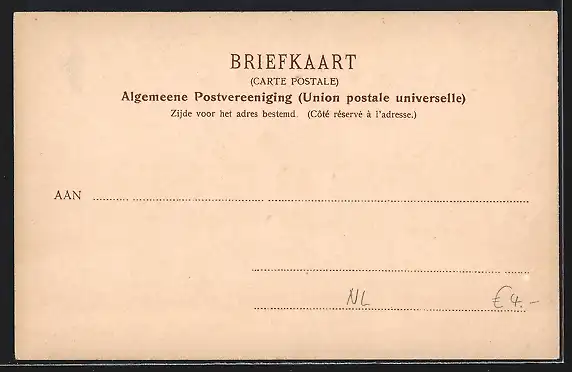 BRIEFKAART
(CARTE POSTALE)
Algemeene Postvereeniging (Union postale universelle)
Zijde voor het adres bestemd. (Côté réservé à l'adresse.)
AAN
NL €4.-